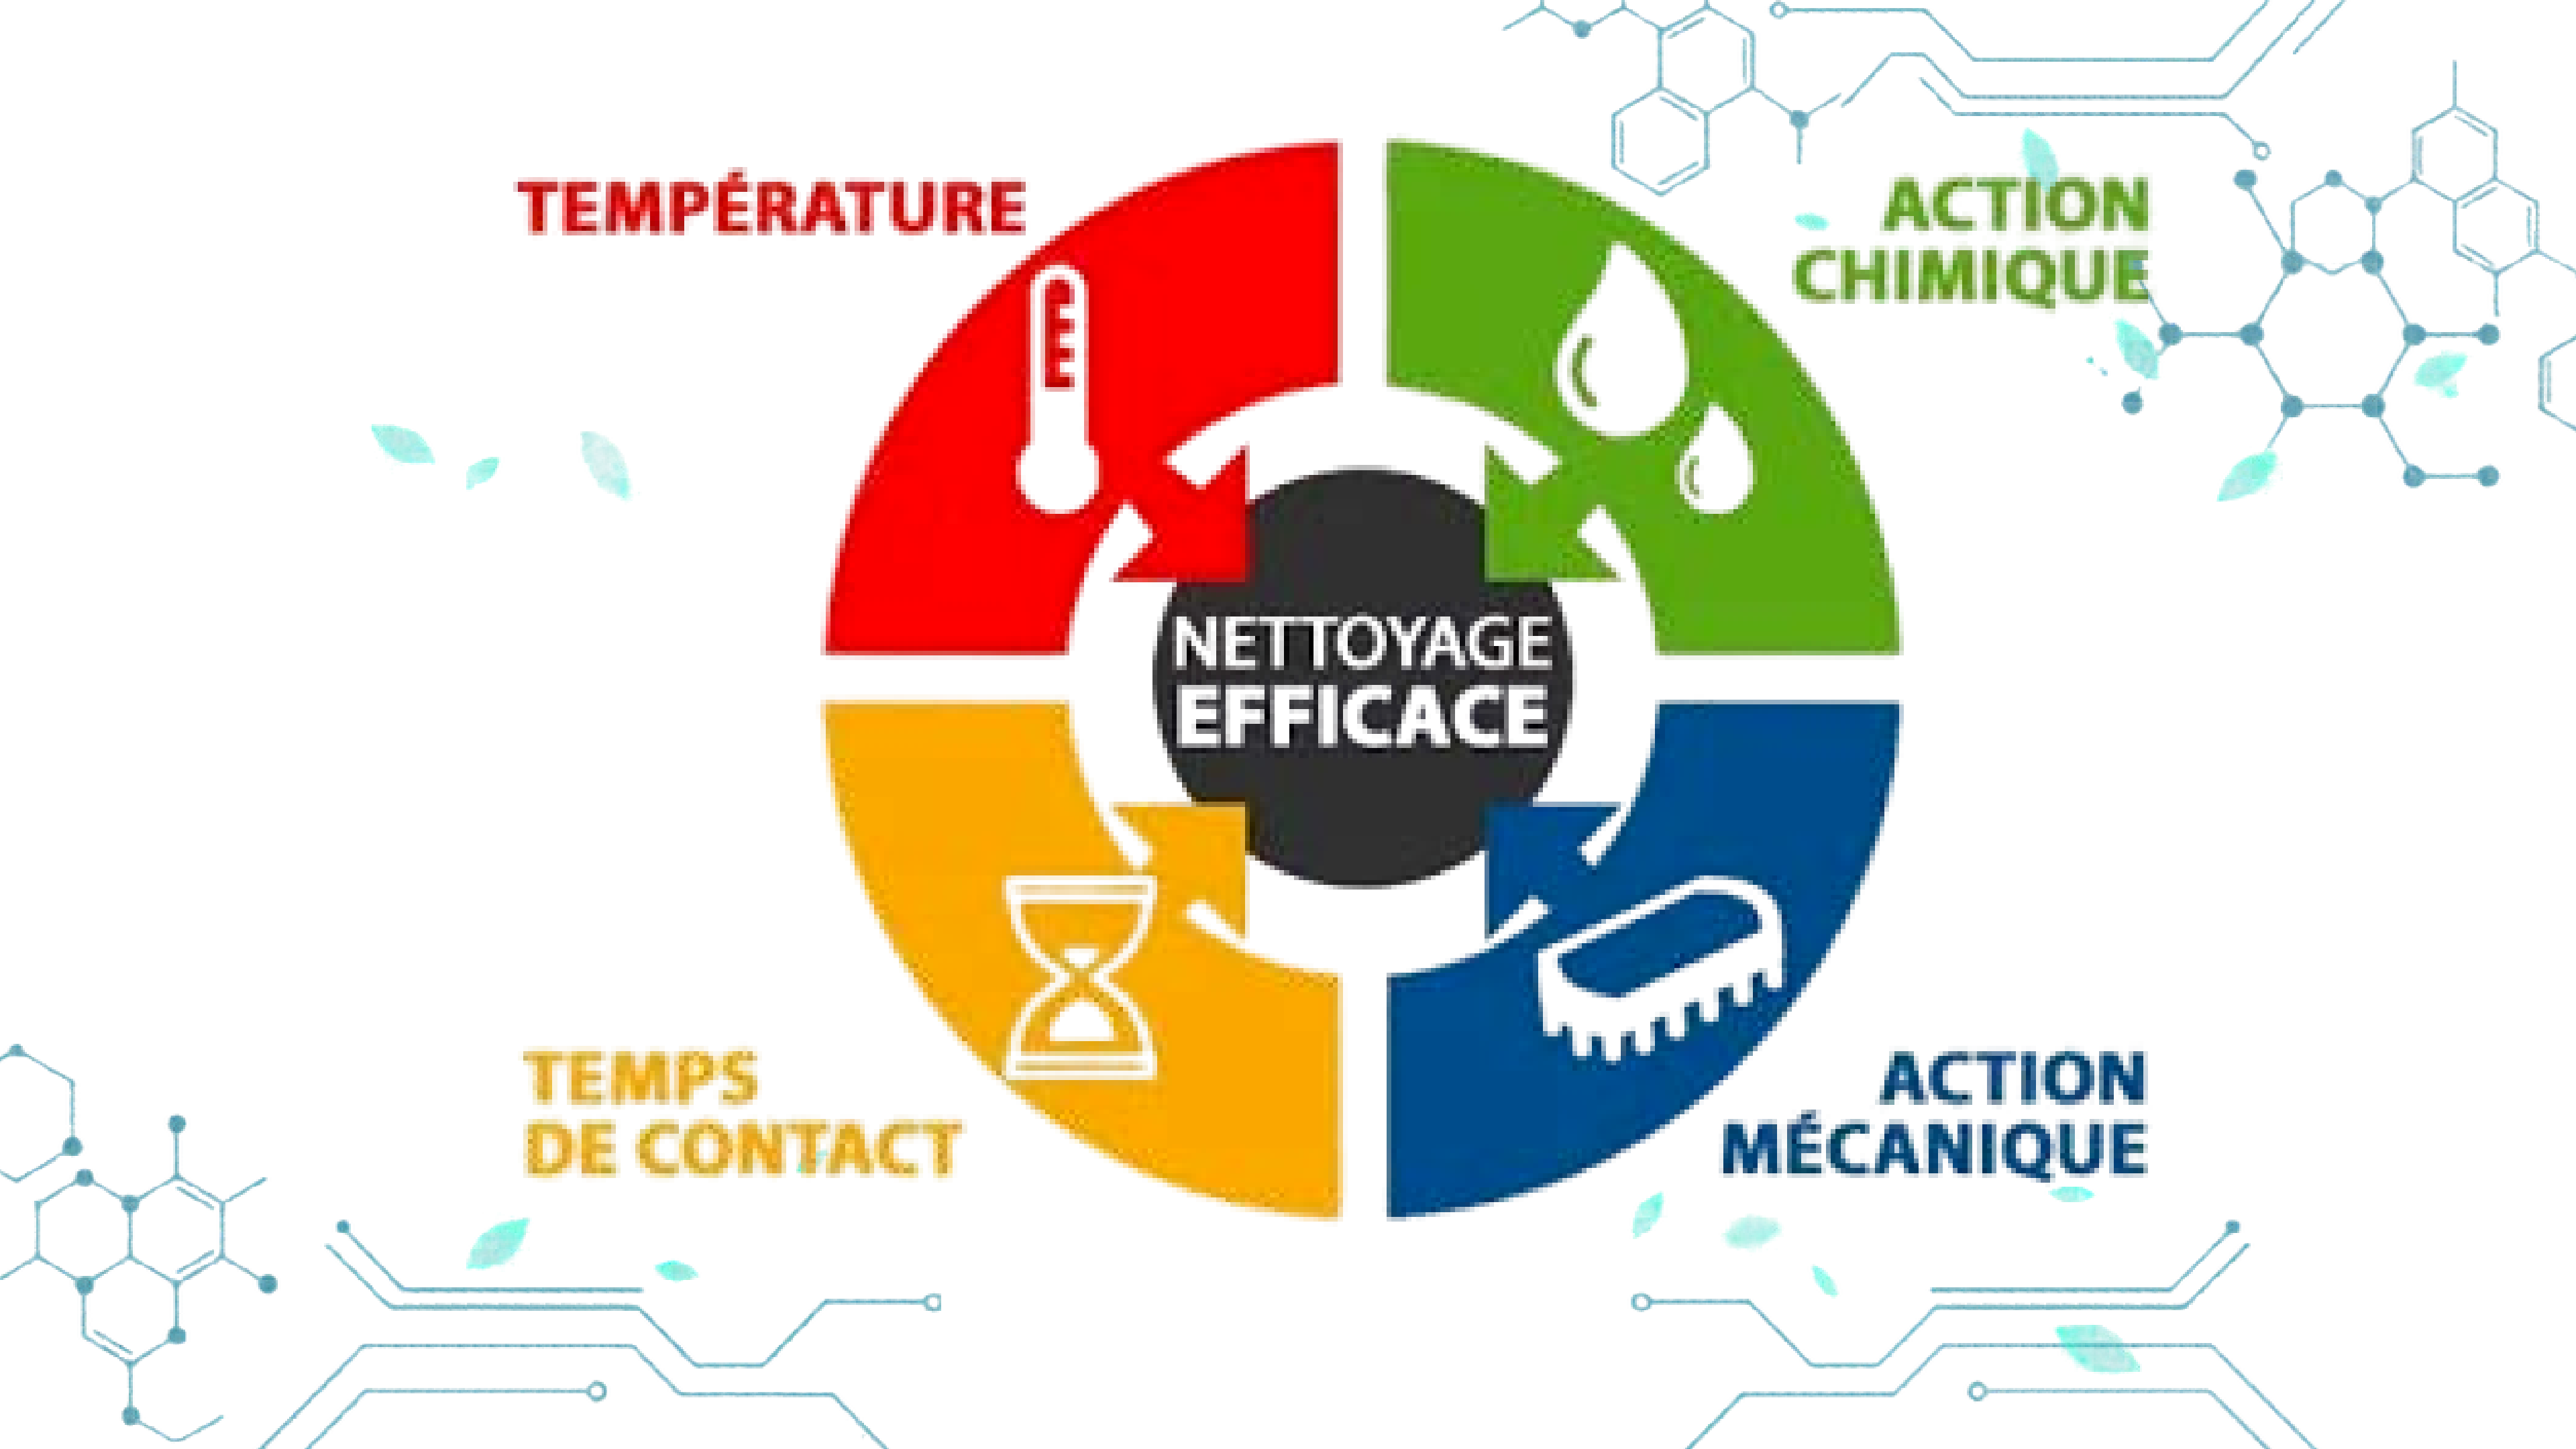 TEMPÉRATURE
ACTION
CHIMIQUE
NETTOYAGE
EFFICACE
TEMPS
DE CONTACT
ACTION
MÉCANIQUE